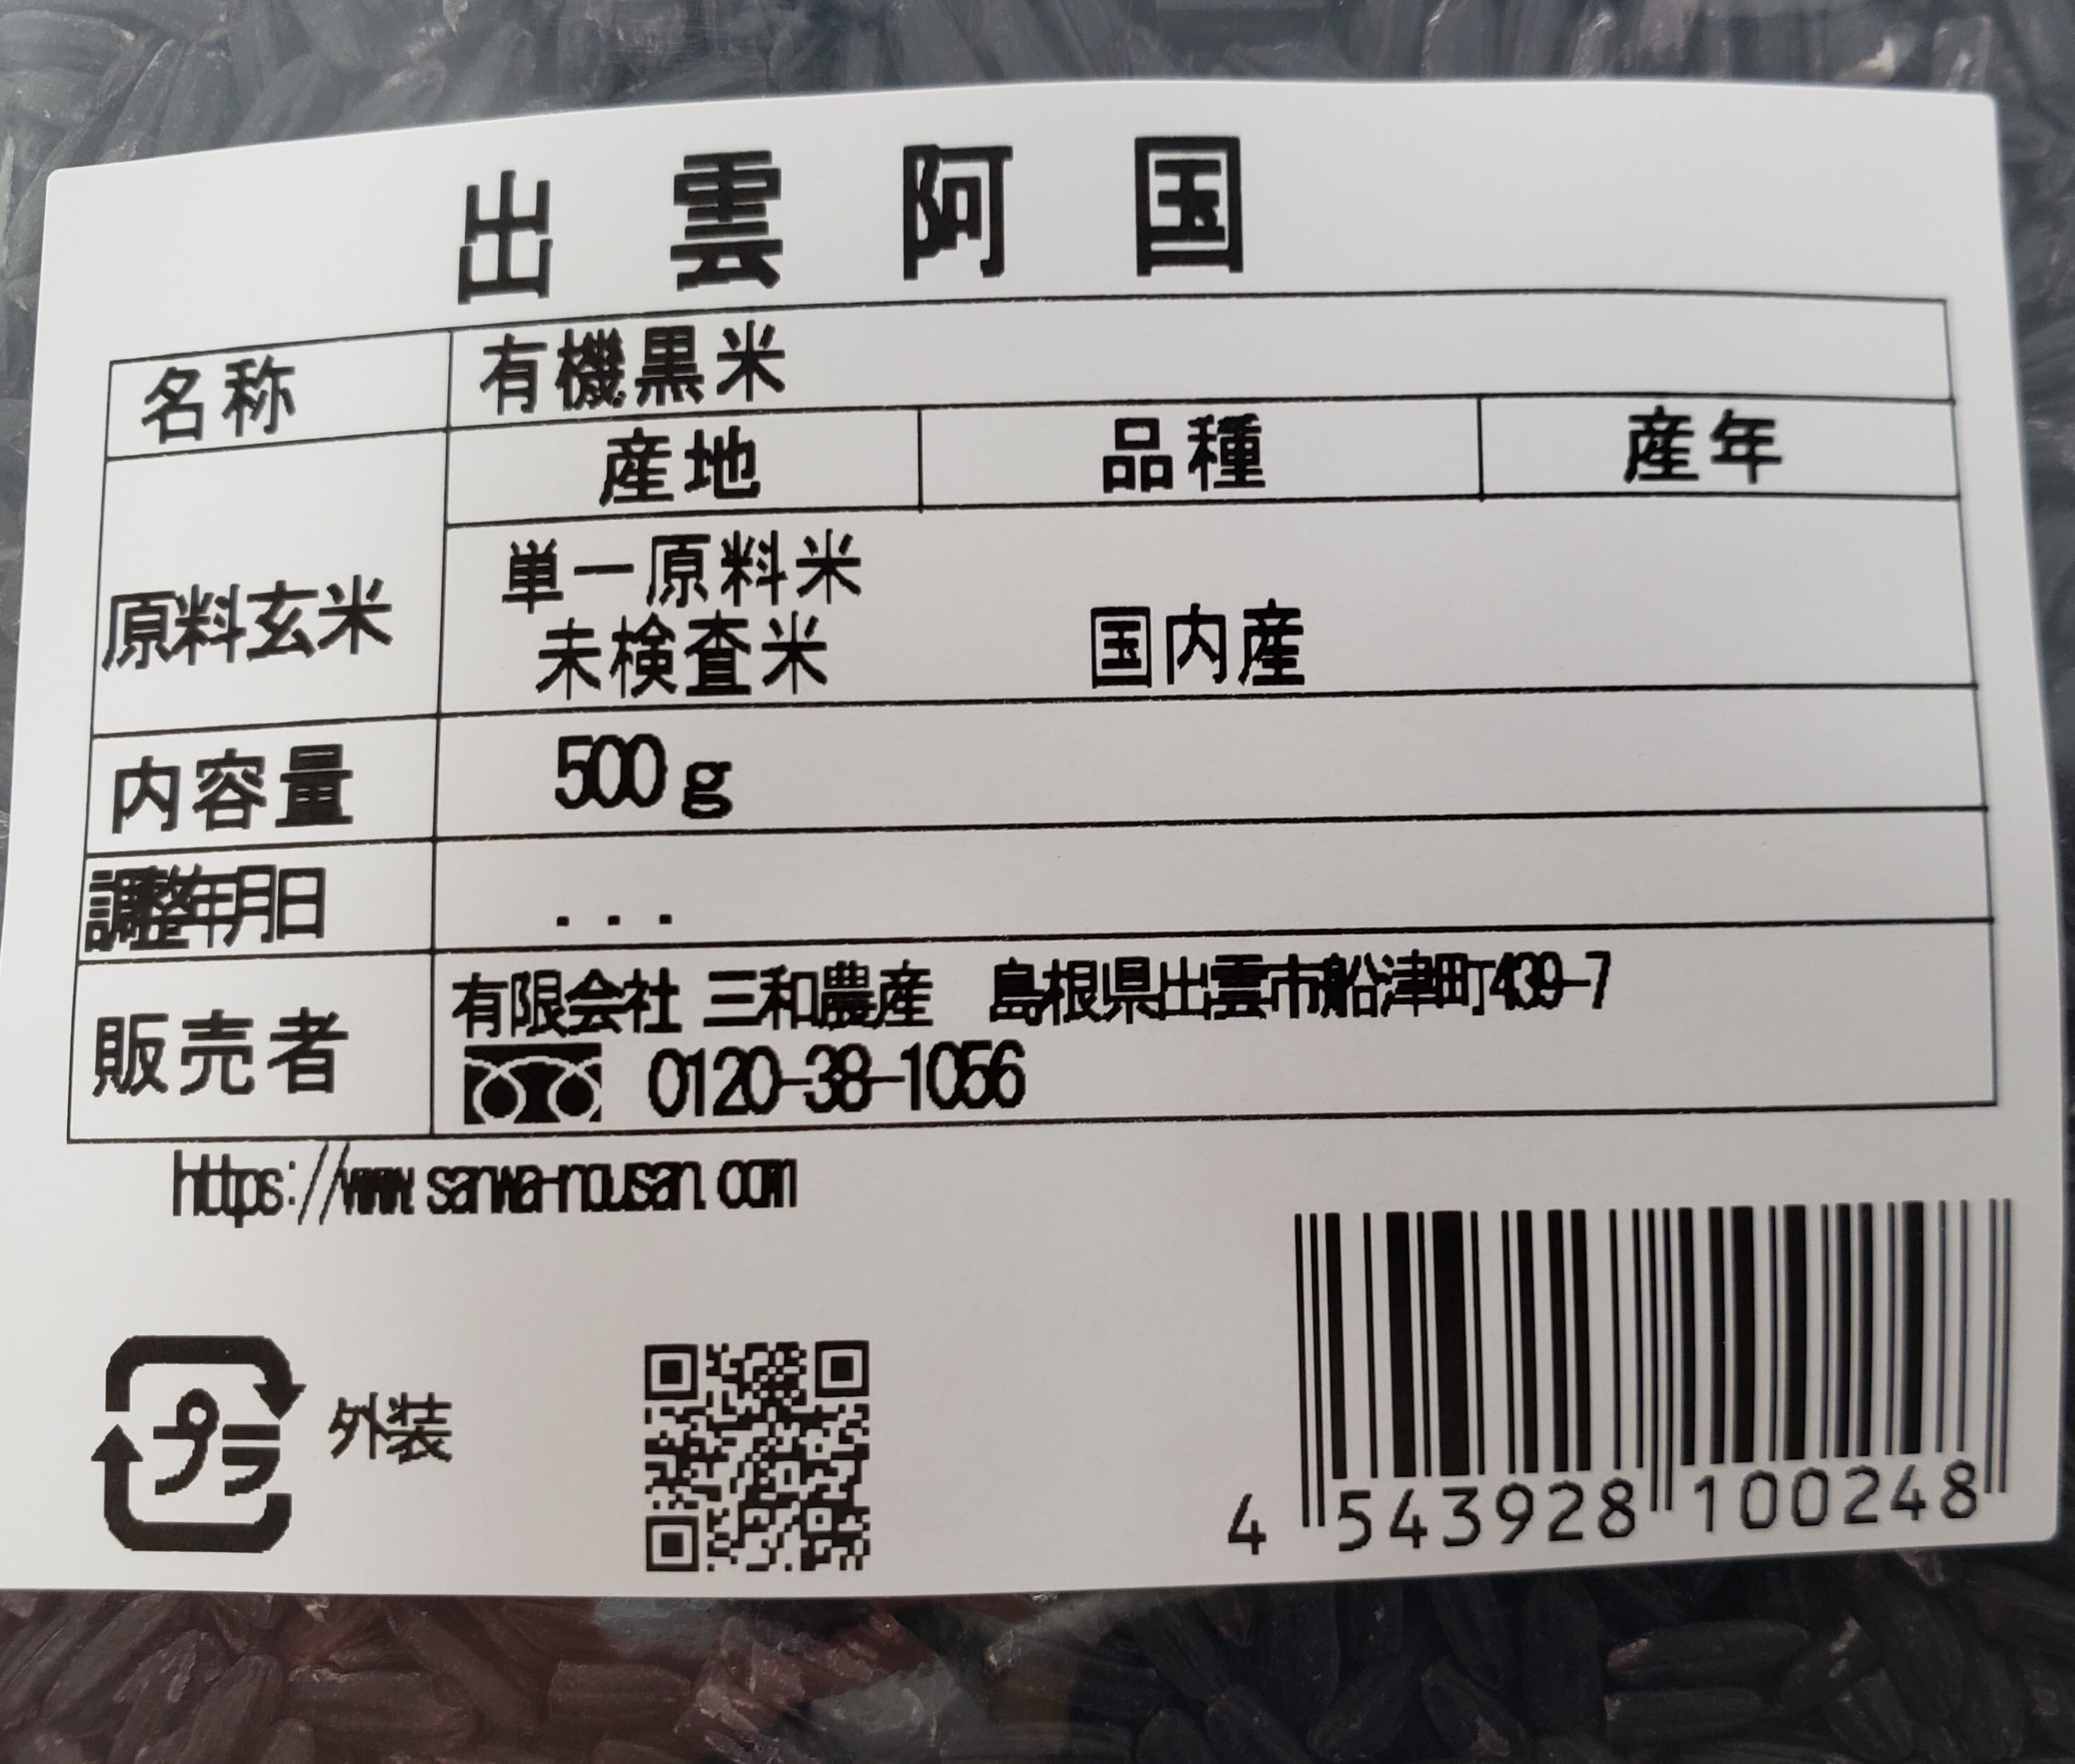 出雲阿国
名称 有機黒米
原料玄米 産地 品種 産年
単一原料米
未検査米 国内産
内容量 500g
調整年月日 ...
販売者 有限会社 三和農産 島根県出雲市船津町439-7
0120-38-1056
https://www.sanwa-nousan.com
プラ 外装
4 543928 100248